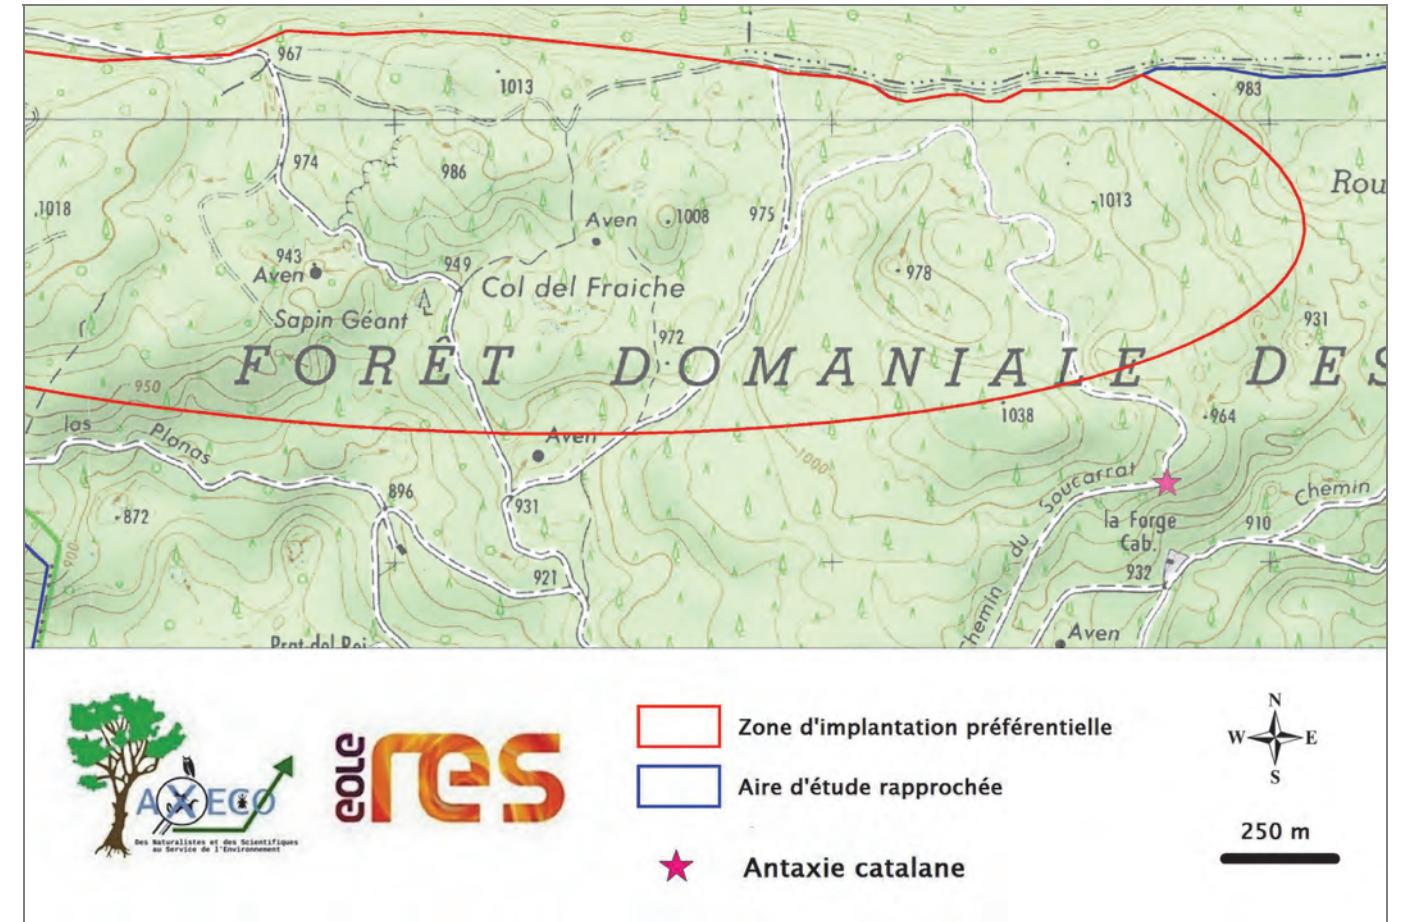 967
1013
983
974
986
Rou
1018
Aven
1008
975
1013
943
Aven
949
978
Col del Fraiche
Sapin Géant
972
931
FORÊT DOMANIALE DES
950
las Planas
Aven
1038
964
1000
Soucarrat
896
931
la Forge
Cab.
Chemin
872
910
900
du
921
932
Chemin
Aven
Prat del Rei
Zone d'implantation préférentielle
Aire d'étude rapprochée
Antaxie catalane
AXECO
Des Naturalistes et des Scientifiques
au Service de l'Environnement
eole
res
N
W E
S
250 m